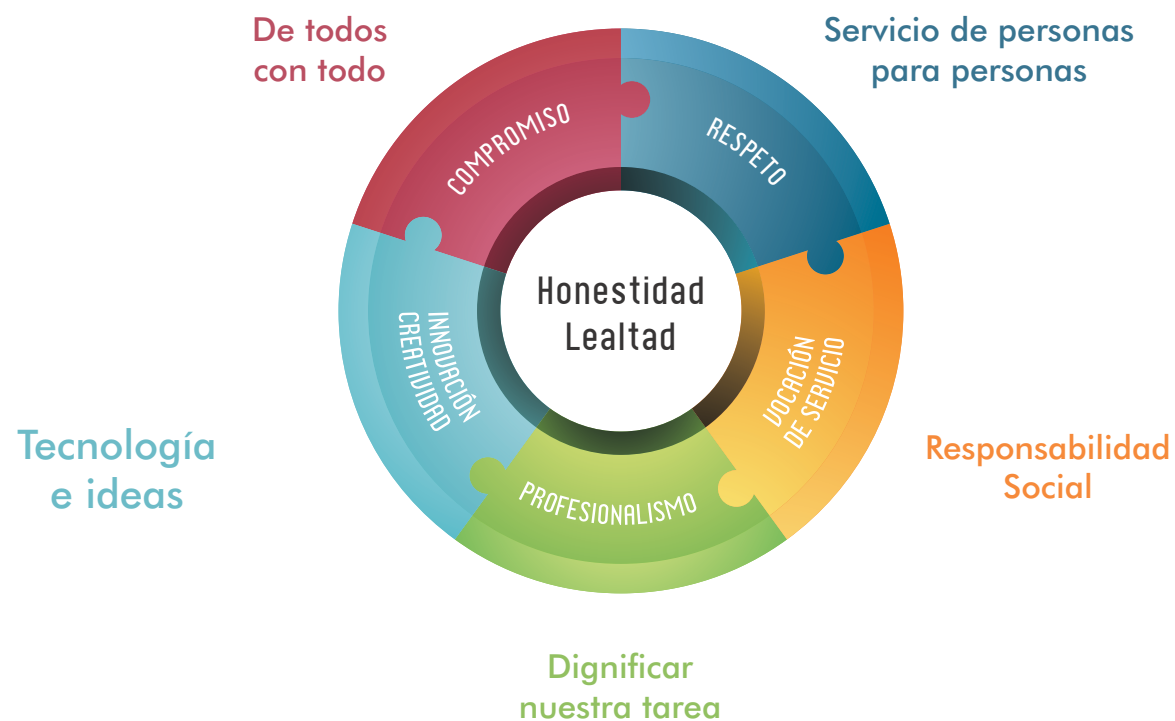 De todos
con todo
Servicio de personas
para personas
COMPROMISO
RESPETO
Honestidad
Lealtad
INNOVACIÓN
CREATIVIDAD
VOCACIÓN
DE SERVICIO
Tecnología
e ideas
Responsabilidad
Social
PROFESIONALISMO
Dignificar
nuestra tarea